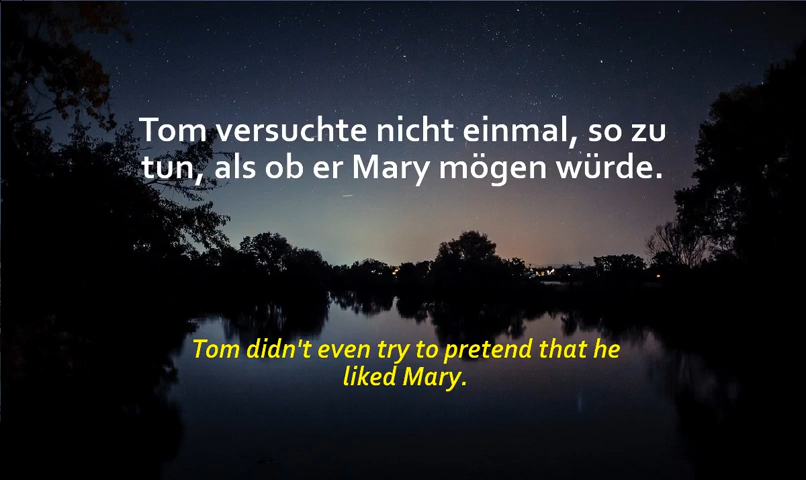 Tom versuchte nicht einmal, so zu
tun, als ob er Mary mögen würde.
Tom didn't even try to pretend that he
liked Mary.